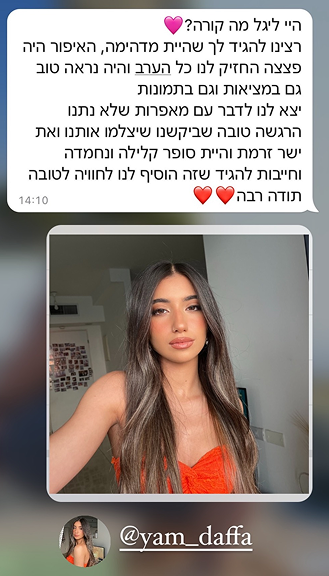 היי ליגל מה קורה?🩷
רצינו להגיד לך שהיית מדהימה, האיפור היה
פצצה החזיק לנו כל הערב והיה נראה טוב
גם במציאות וגם בתמונות
יצא לנו לדבר עם מאפרות שלא נתנו
הרגשה טובה שביקשנו שיצלמו אותנו ואת
ישר זרמת והיית סופר קלילה ונחמדה
וחייבות להגיד שזה הוסיף לנו לחוויה לטובה
תודה רבה❤️❤️
14:10
@yam_daffa